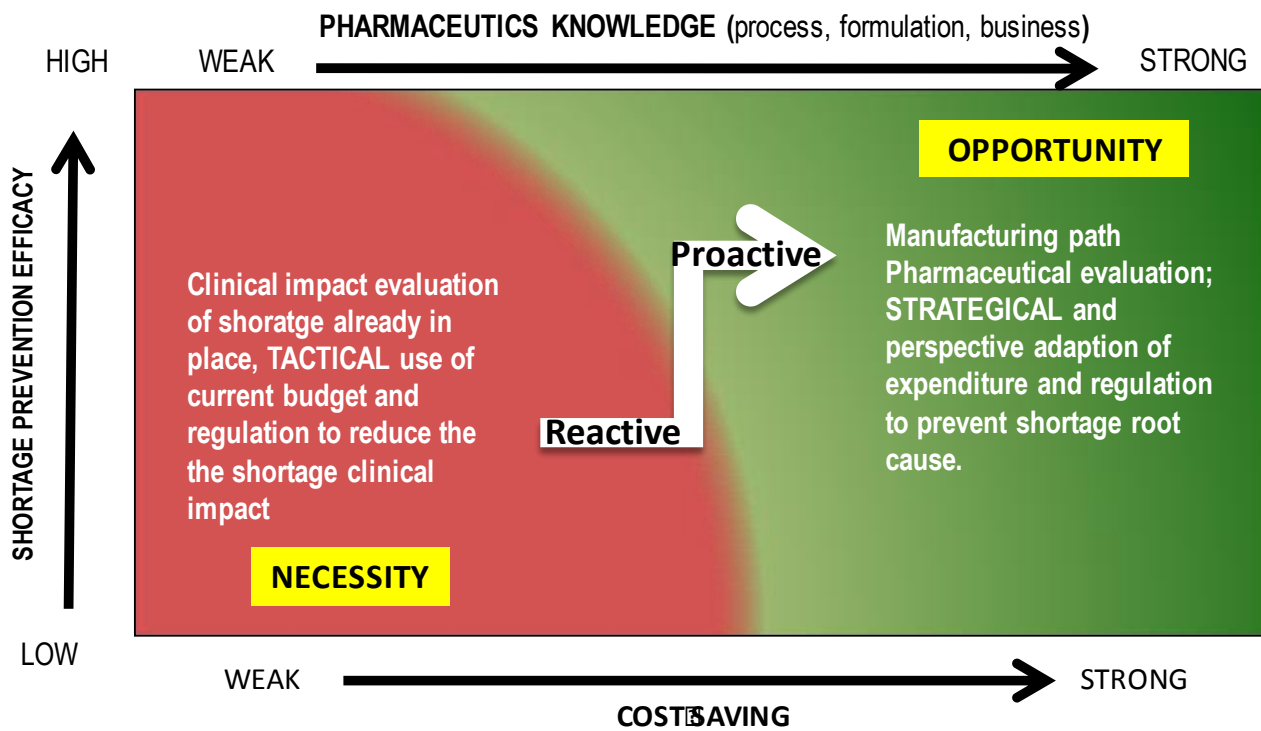 PHARMACEUTICS KNOWLEDGE (process, formulation, business)
HIGH
WEAK
STRONG
SHORTAGE PREVENTION EFFICACY
OPPORTUNITY
Manufacturing path
Pharmaceutical evaluation;
STRATEGICAL and
perspective adaption of
expenditure and regulation
to prevent shortage root
cause.
Proactive
Reactive
Clinical impact evaluation
of shoratge already in
place, TACTICAL use of
current budget and
regulation to reduce the
the shortage clinical
impact
NECESSITY
LOW
WEAK
STRONG
COST SAVING